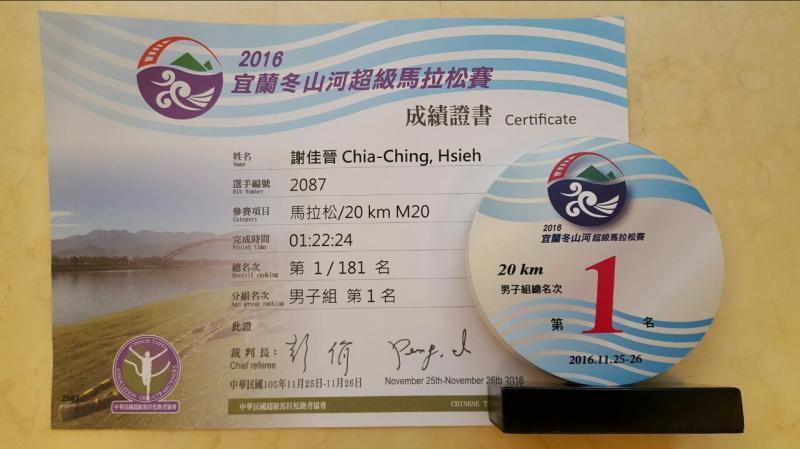 2016
宜蘭冬山河超級馬拉松賽
成績證書 Certificate
姓名 謝佳晉 Chia-Ching, Hsieh
Name
選手編號 2087
Bib Number
參賽項目 馬拉松/20 km M20
Category
完成時間 01:22:24
Finish time
總名次 第 1 / 181 名
Overall ranking
分組名次 男子組 第 1 名
Age group ranking
此證
裁判長：
Chief referee
中華民國105年11月25日-11月26日 November 25th-November 26th 2016
2087
中華民國超級馬拉松跑者協會 CHINESE
2016
宜蘭冬山河超級馬拉松賽
20 km
男子組總名次
第 1 名
2016.11.25-26